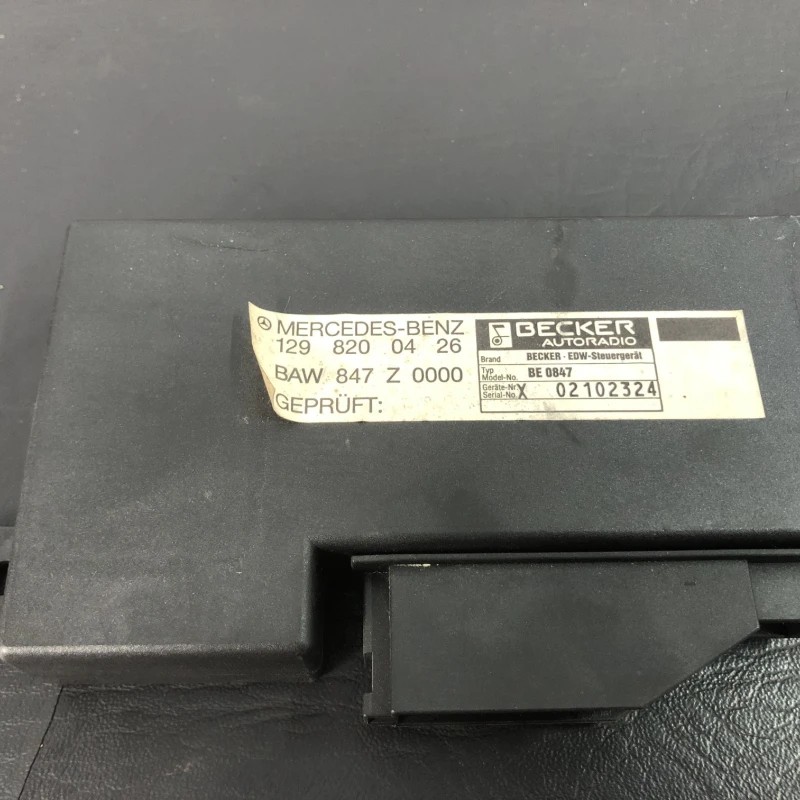 MERCEDES-BENZ
129 820 04 26
BAW 847 Z 0000
GEPRÜFT:
BECKER
AUTORADIO
Brand BECKER - EDW-Steuergerät
Typ
Model-No. BE 0847
Geräte-Nr.
Serial-No. X 02102324